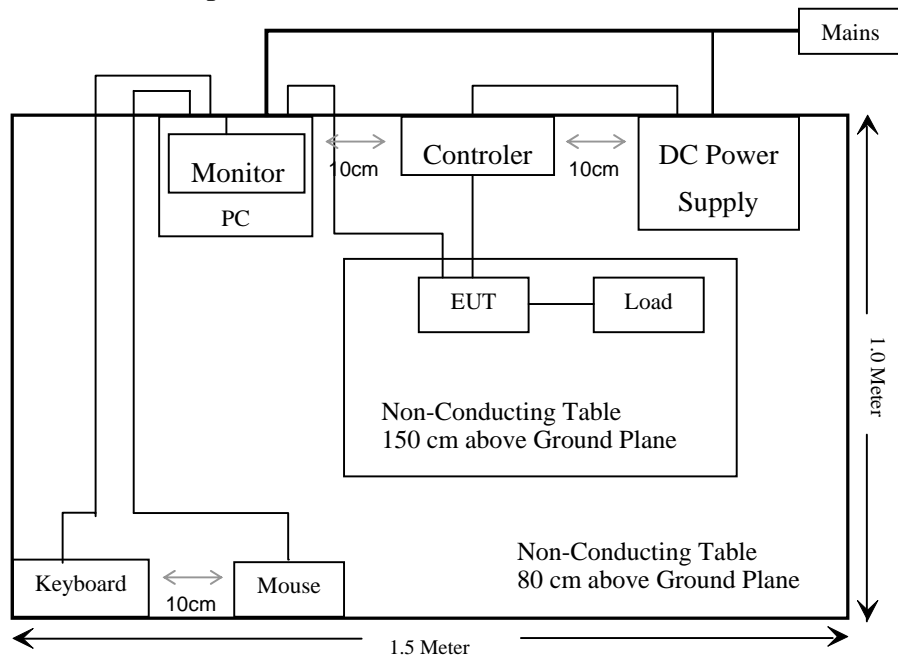 Mains
Monitor
PC
10cm
Controler
10cm
DC Power
Supply
EUT
Load
Non-Conducting Table
150 cm above Ground Plane
1.0 Meter
Keyboard
10cm
Mouse
Non-Conducting Table
80 cm above Ground Plane
1.5 Meter